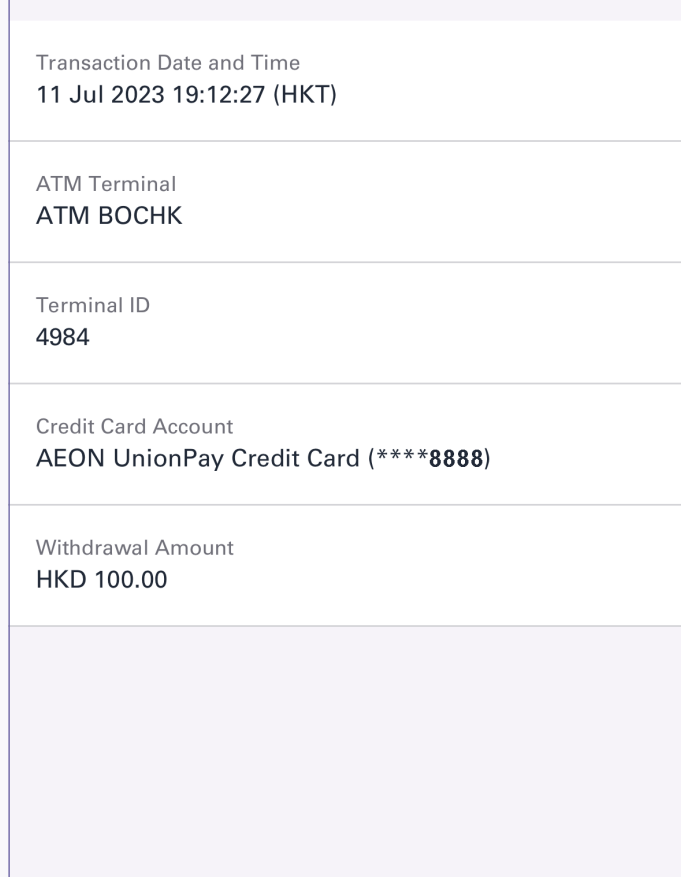 Transaction Date and Time
11 Jul 2023 19:12:27 (HKT)
ATM Terminal
ATM BOCHK
Terminal ID
4984
Credit Card Account
AEON UnionPay Credit Card (****8888)
Withdrawal Amount
HKD 100.00